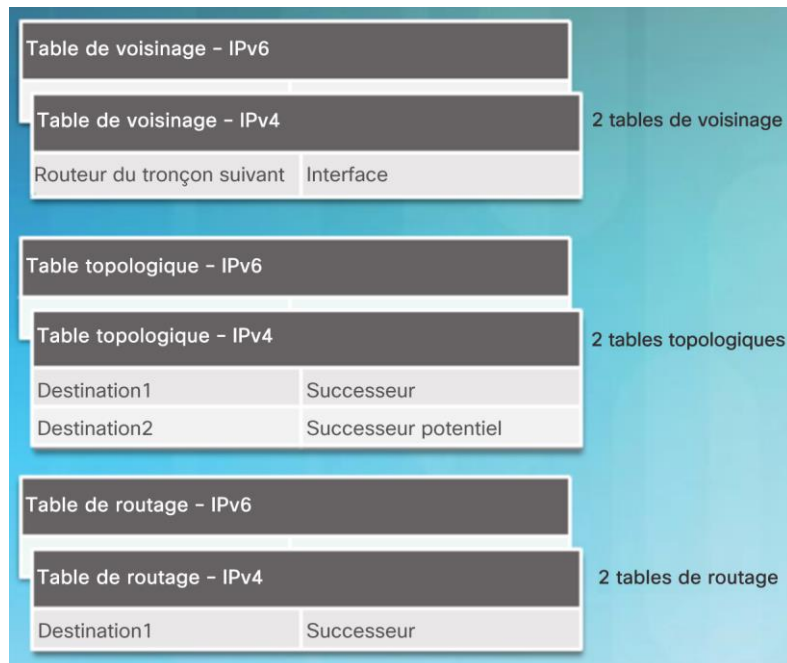 Table de voisinage – IPv6
Table de voisinage – IPv4
2 tables de voisinage
Routeur du tronçon suivant Interface
Table topologique – IPv6
Table topologique – IPv4
2 tables topologiques
Destination1 Successeur
Destination2 Successeur potentiel
Table de routage – IPv6
Table de routage – IPv4
2 tables de routage
Destination1 Successeur